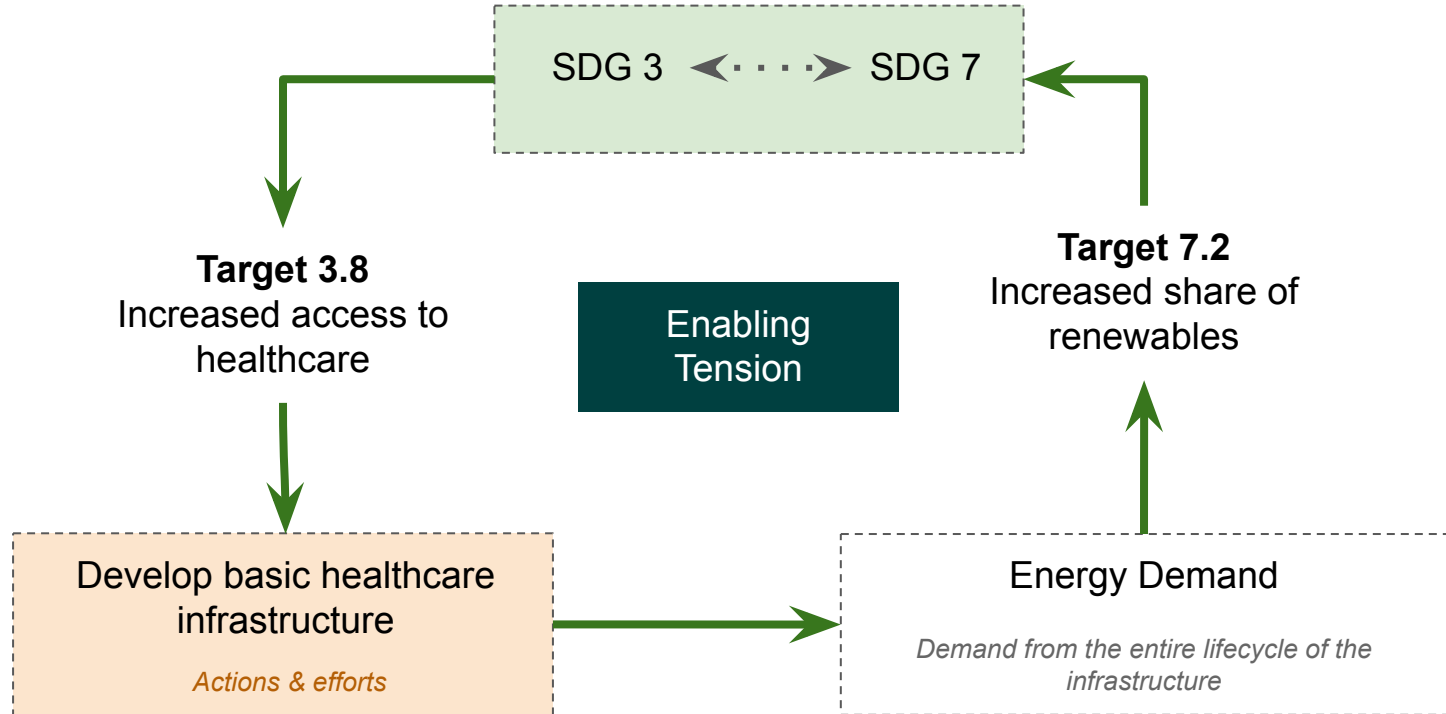 SDG 3 SDG 7
Target 3.8
Increased access to
healthcare
Enabling
Tension
Target 7.2
Increased share of
renewables
Develop basic healthcare
infrastructure
Actions & efforts
Energy Demand
Demand from the entire lifecycle of the
infrastructure